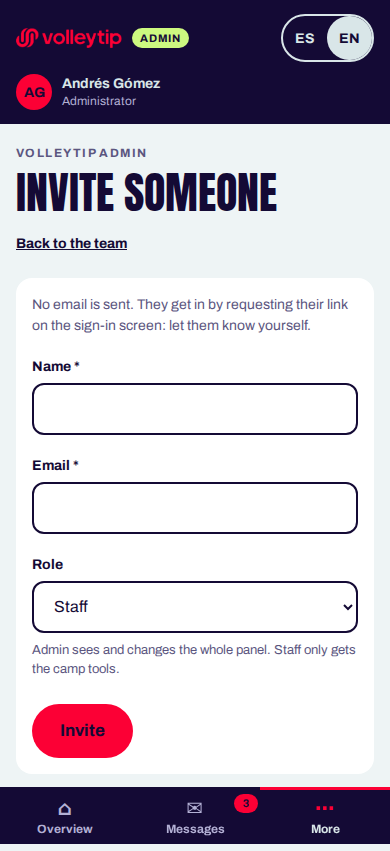 volleytip ADMIN ES EN
AG Andrés Gómez
Administrator
VOLLEYTIP ADMIN
INVITE SOMEONE
Back to the team
No email is sent. They get in by requesting their link
on the sign-in screen: let them know yourself.
Name *
Email *
Role
Staff
Admin sees and changes the whole panel. Staff only gets
the camp tools.
Invite
3
Overview Messages More